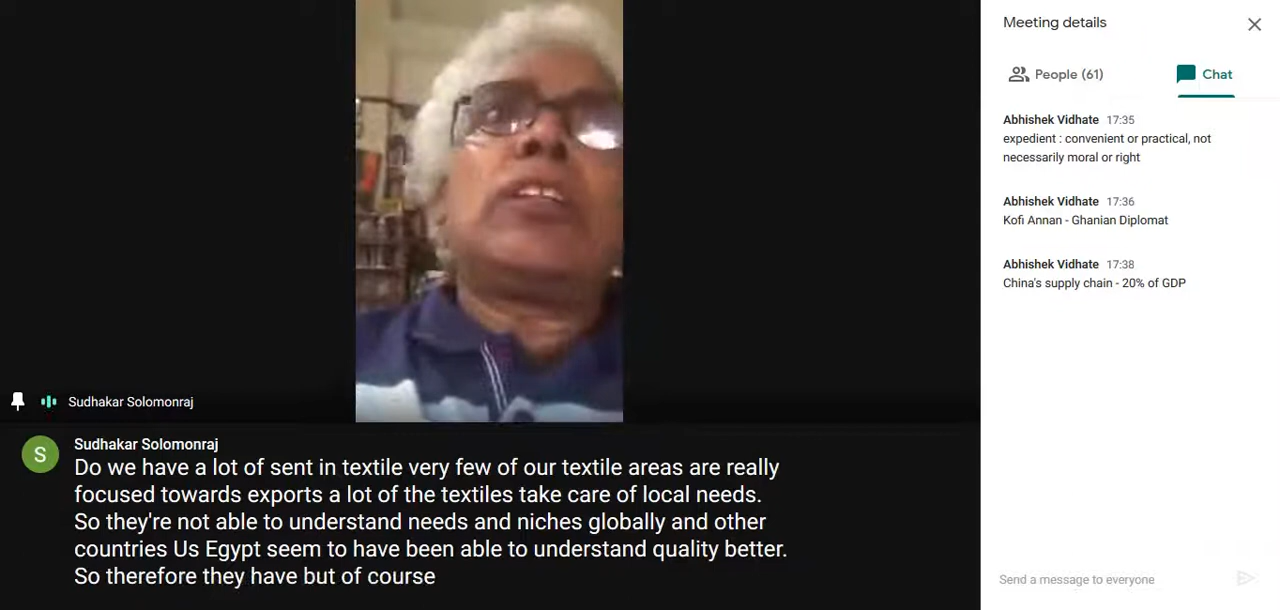 Meeting details
People (61)
Chat
Abhishek Vidhate 17:35
expedient : convenient or practical, not
necessarily moral or right
Abhishek Vidhate 17:36
Kofi Annan - Ghanian Diplomat
Abhishek Vidhate 17:38
China's supply chain - 20% of GDP
Send a message to everyone
Sudhakar Solomonraj
S
Sudhakar Solomonraj
Do we have a lot of sent in textile very few of our textile areas are really
focused towards exports a lot of the textiles take care of local needs.
So they're not able to understand needs and niches globally and other
countries Us Egypt seem to have been able to understand quality better.
So therefore they have but of course